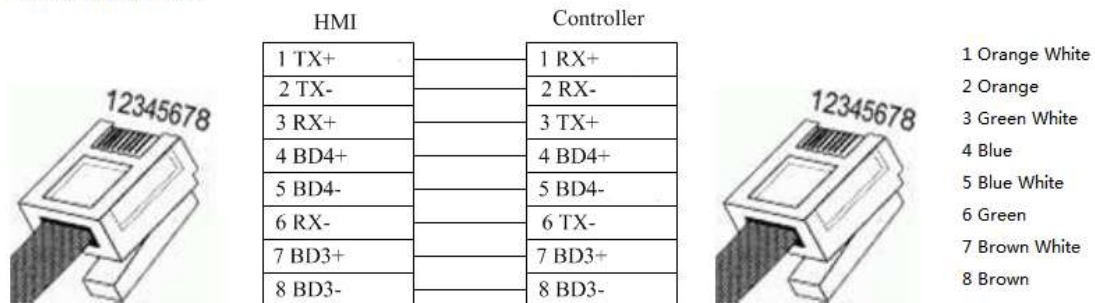 HMI
Controller
1 TX+
1 RX+
2 TX-
2 RX-
3 RX+
3 TX+
4 BD4+
4 BD4+
5 BD4-
5 BD4-
6 RX-
6 TX-
7 BD3+
7 BD3+
8 BD3-
8 BD3-
12345678
12345678
1 Orange White
2 Orange
3 Green White
4 Blue
5 Blue White
6 Green
7 Brown White
8 Brown